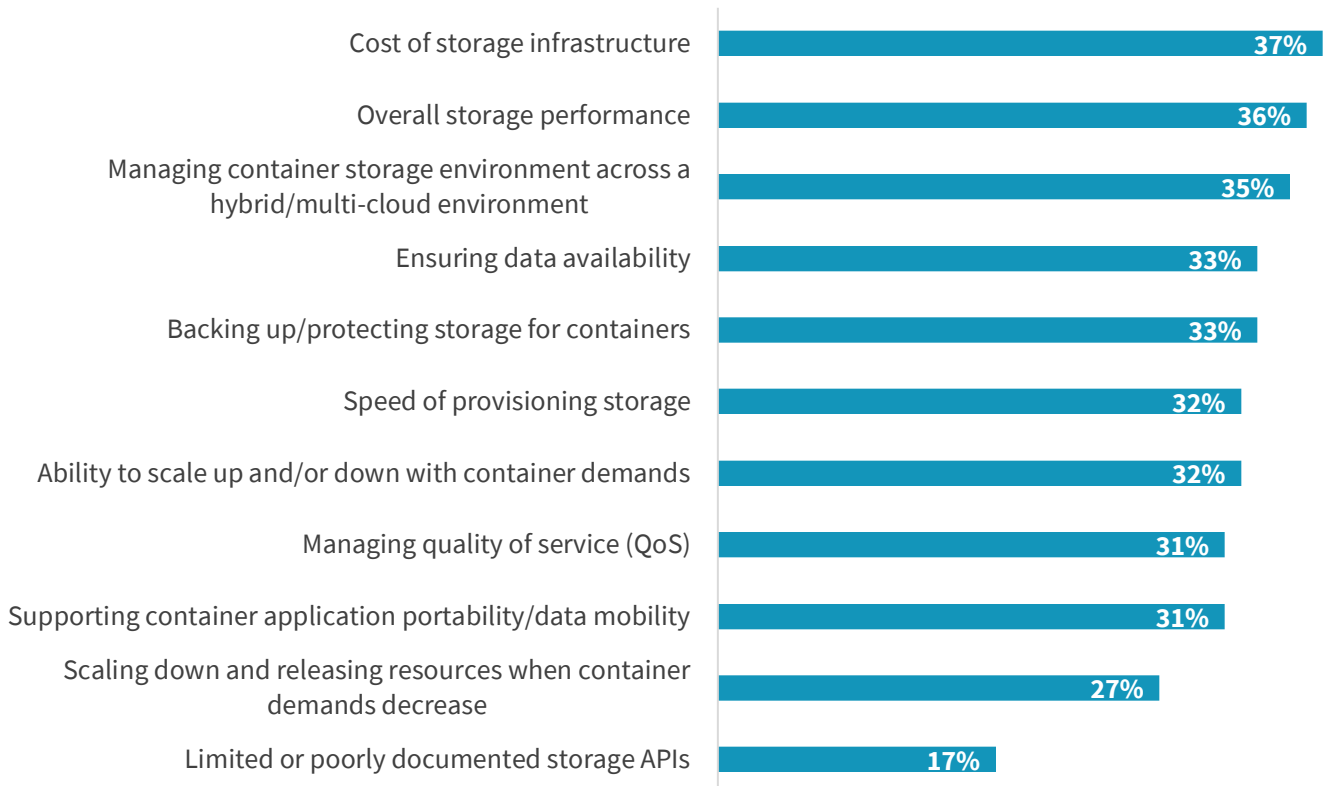 Cost of storage infrastructure 37%
Overall storage performance 36%
Managing container storage environment across a
hybrid/multi-cloud environment 35%
Ensuring data availability 33%
Backing up/protecting storage for containers 33%
Speed of provisioning storage 32%
Ability to scale up and/or down with container demands 32%
Managing quality of service (QoS) 31%
Supporting container application portability/data mobility 31%
Scaling down and releasing resources when container
demands decrease 27%
Limited or poorly documented storage APIs 17%